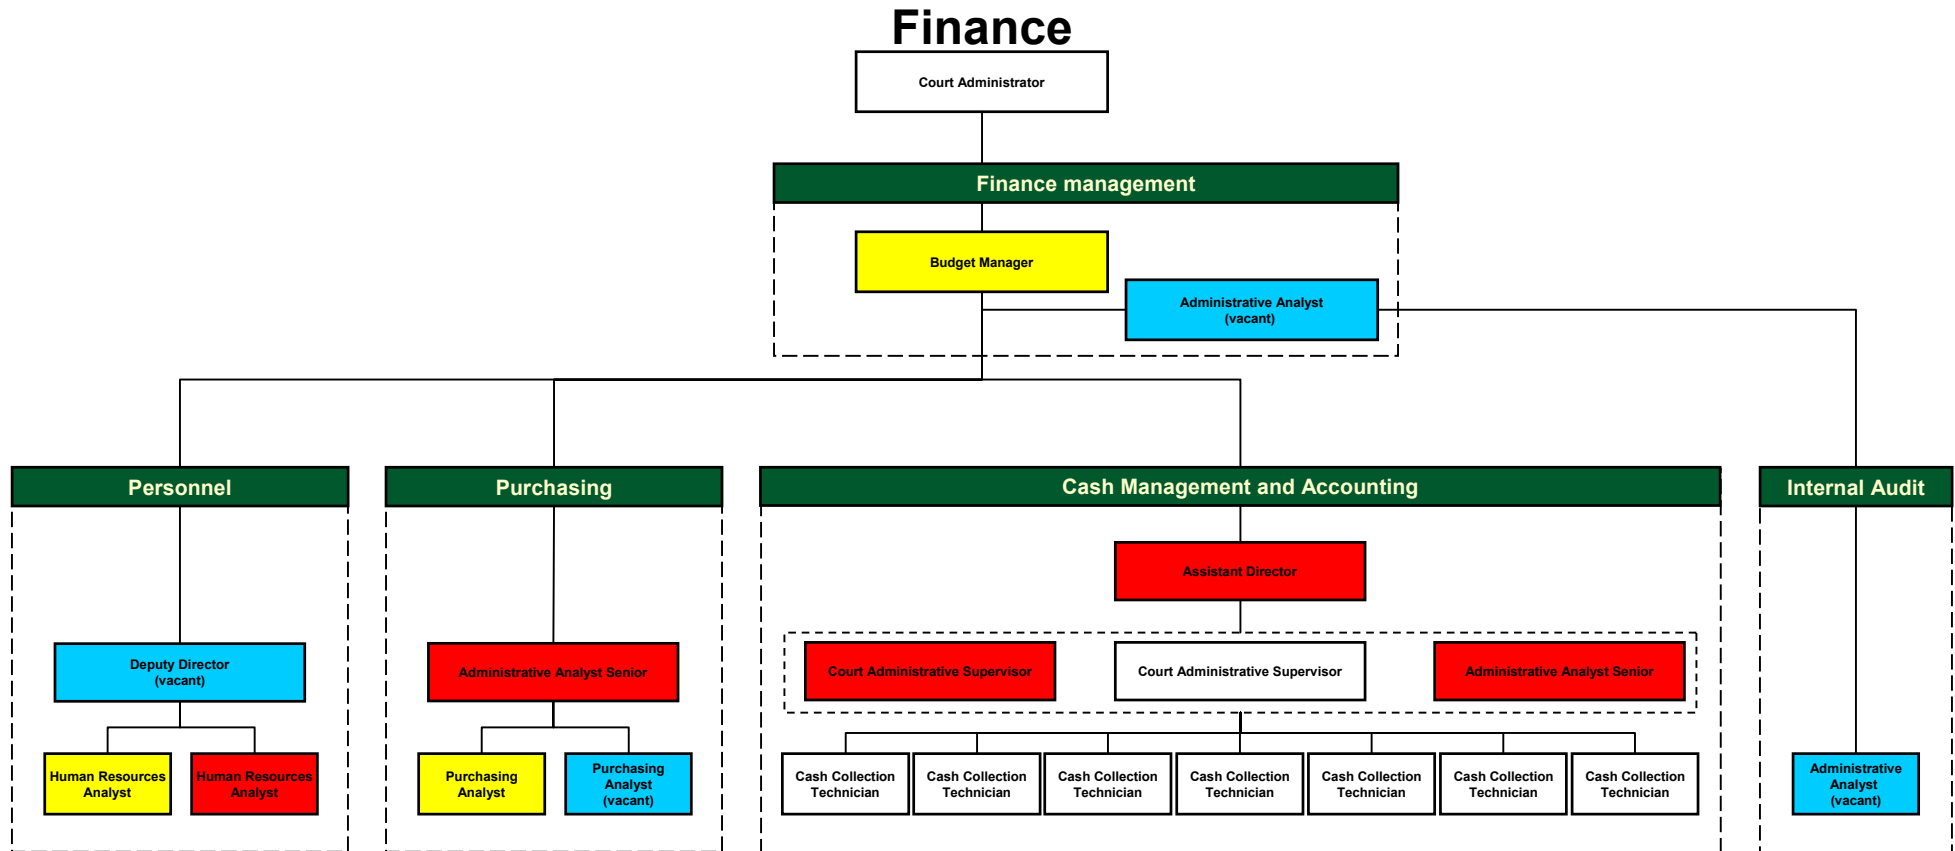 Finance
Court Administrator
Finance management
Budget Manager
Administrative Analyst
(vacant)
Personnel
Purchasing
Cash Management and Accounting
Internal Audit
Assistant Director
Deputy Director
(vacant)
Administrative Analyst Senior
Court Administrative Supervisor
Court Administrative Supervisor
Administrative Analyst Senior
Human Resources
Analyst
Human Resources
Analyst
Purchasing
Analyst
Purchasing
Analyst
(vacant)
Cash Collection
Technician
Cash Collection
Technician
Cash Collection
Technician
Cash Collection
Technician
Cash Collection
Technician
Cash Collection
Technician
Cash Collection
Technician
Administrative
Analyst
(vacant)